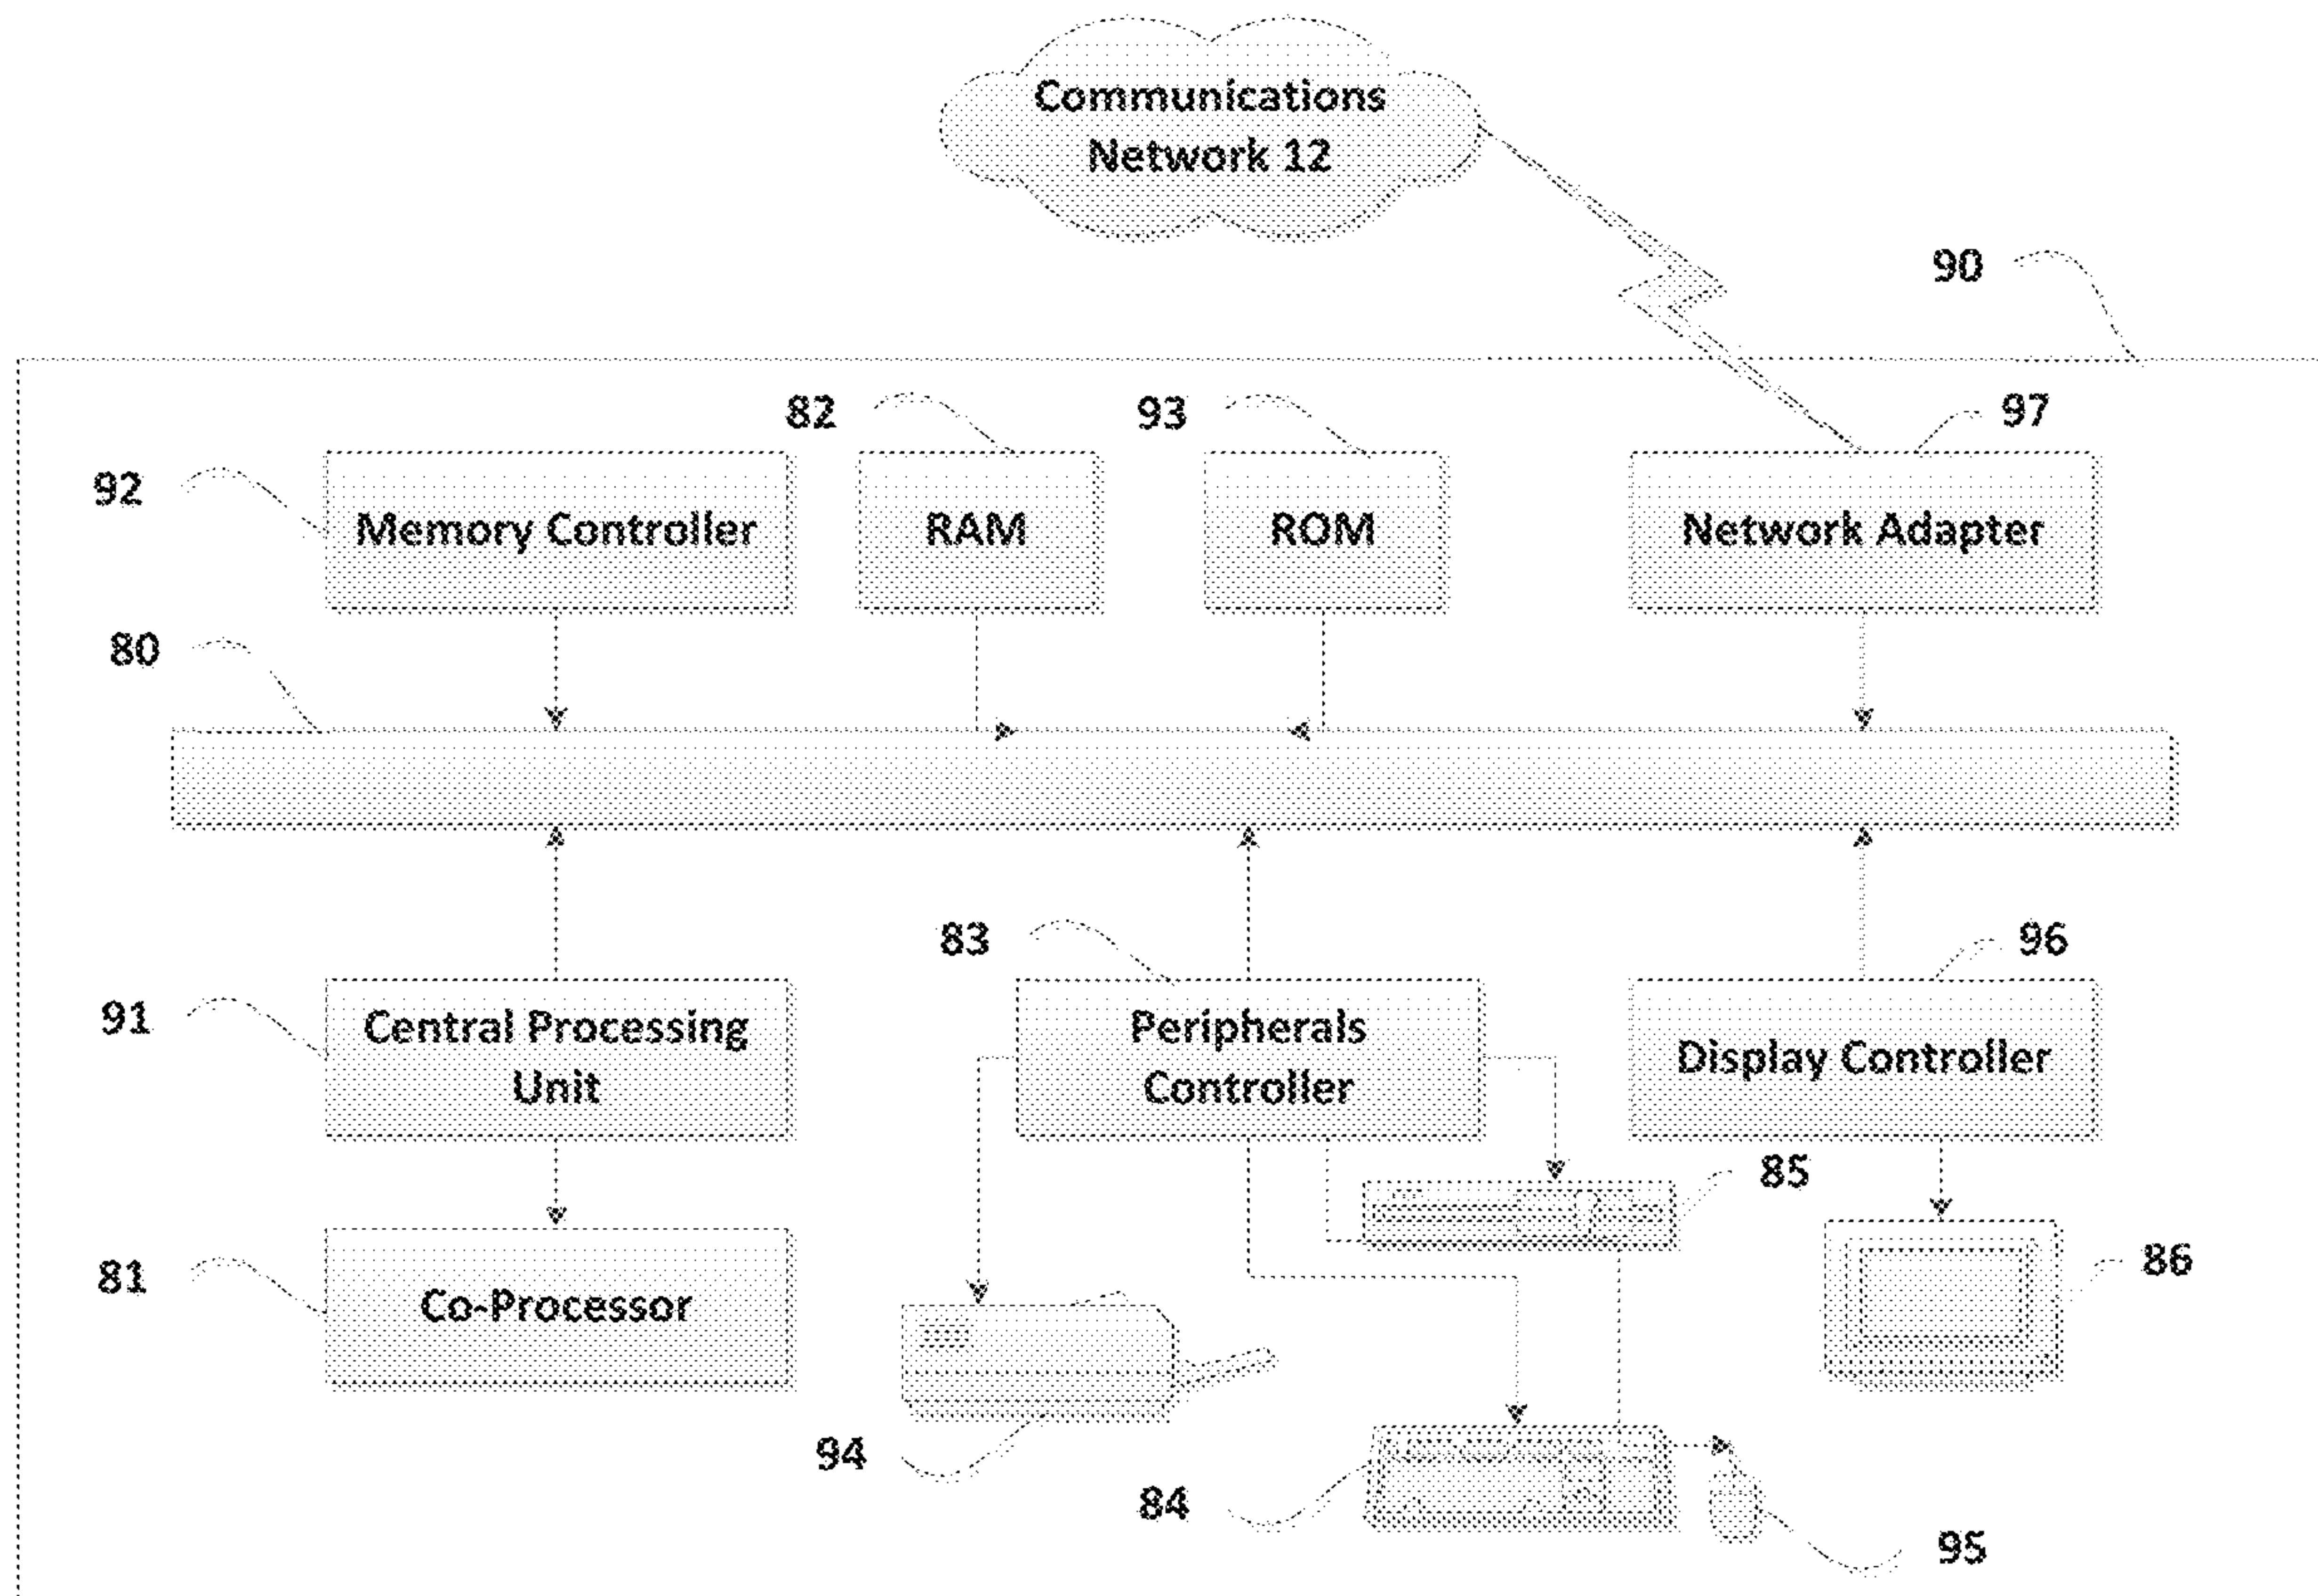 Communications
Network 12
90
82
93
97
92
Memory Controller
RAM
ROM
Network Adapter
80
83
96
91
Central Processing
Unit
Peripherals
Controller
Display Controller
85
81
Co-Processor
86
94
84
95